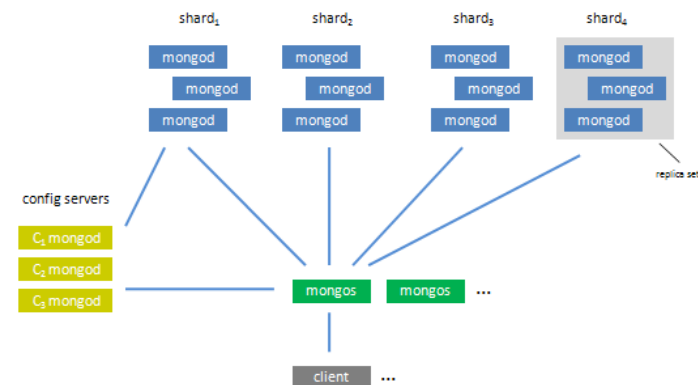 shard₁ shard₂ shard₃ shard₄
mongod mongod mongod mongod
mongod mongod mongod mongod
mongod mongod mongod mongod
replica set
config servers
C₁ mongod
C₂ mongod
C₃ mongod
mongos mongos ...
client ...